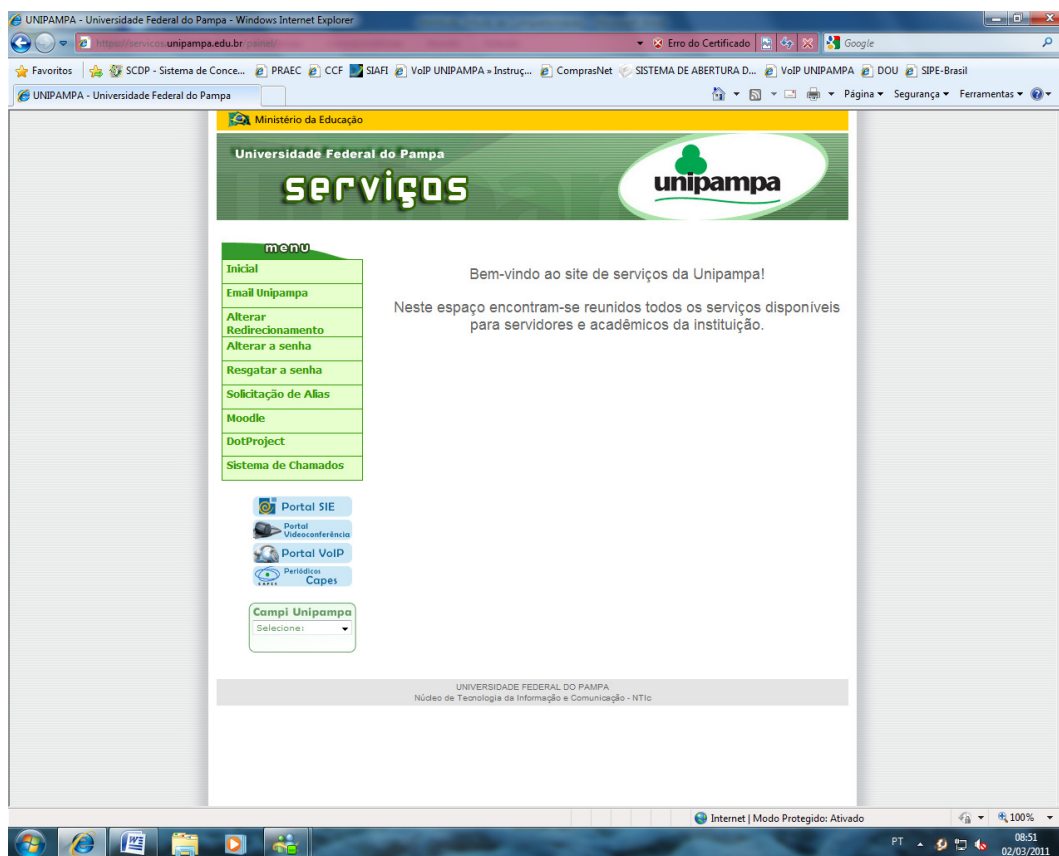 UNIPAMPA - Universidade Federal do Pampa - Windows Internet Explorer
https://servicos.unipampa.edu.br/painel/
Erro do Certificado
Google
Favoritos
SCDP - Sistema de Conce...
PRAEC
CCF
SIAFI
VoIP UNIPAMPA » Instruç...
ComprasNet
SISTEMA DE ABERTURA D...
VoIP UNIPAMPA
DOU
SIPE-Brasil
UNIPAMPA - Universidade Federal do Pampa
Página
Segurança
Ferramentas
Ministério da Educação
Universidade Federal do Pampa
serviços
unipampa
menu
Inicial
Email Unipampa
Alterar
Redirecionamento
Alterar a senha
Resgatar a senha
Solicitação de Alias
Moodle
DotProject
Sistema de Chamados
Bem-vindo ao site de serviços da Unipampa!
Neste espaço encontram-se reunidos todos os serviços disponíveis
para servidores e acadêmicos da instituição.
Portal SIE
Portal
Videoconferência
Portal VoIP
Periódicos
Capes
CAPES
Campi Unipampa
Selecione:
UNIVERSIDADE FEDERAL DO PAMPA
Núcleo de Tecnologia da Informação e Comunicação - NTIc
Internet | Modo Protegido: Ativado
100%
PT
08:51
02/03/2011